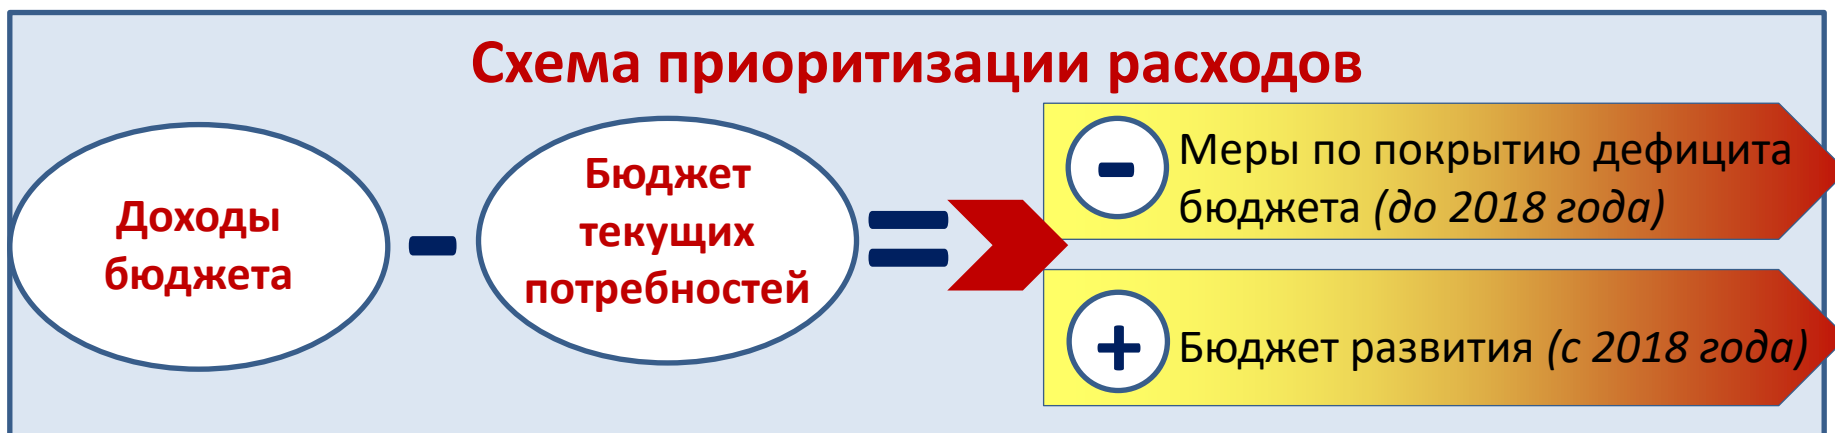 Схема приоритизации расходов
Доходы
бюджета
-
Бюджет
текущих
потребностей
=
-
Меры по покрытию дефицита
бюджета (до 2018 года)
+
Бюджет развития (с 2018 года)